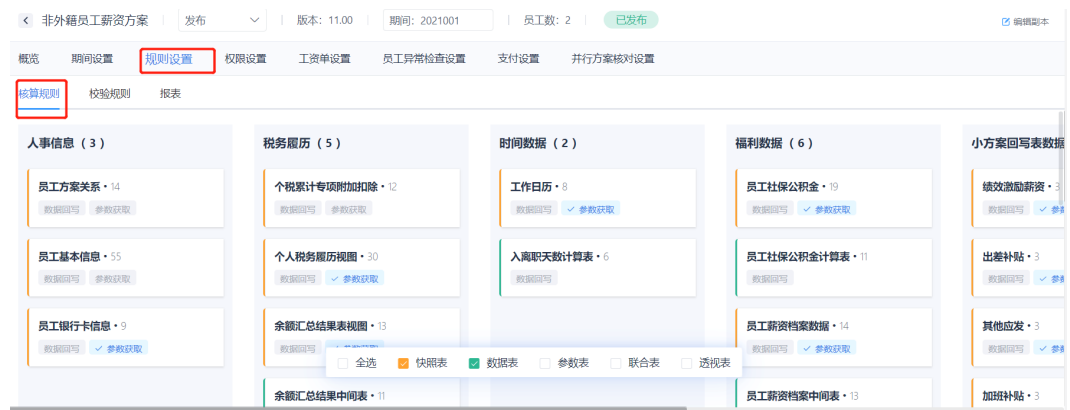 非外籍员工薪资方案 发布 版本: 11.00 期间: 2021001 员工数: 2 已发布 编辑副本
概览 期间设置 规则设置 权限设置 工资单设置 员工异常检查设置 支付设置 并行方案核对设置
核算规则 校验规则 报表
人事信息（3） 税务履历（5） 时间数据（2） 福利数据（6） 小方案回写表数据
员工方案关系 • 14 个税累计专项附加扣除 • 12 工作日历 • 8 员工社保公积金 • 19 绩效激励薪资 • 3
数据回写 参数获取 数据回写 参数获取 数据回写 参数获取 数据回写 参数获取 数据回写
员工基本信息 • 55 个人税务履历视图 • 30 入离职天数计算表 • 6 员工社保公积金计算表 • 11 出差补贴 • 3
数据回写 参数获取 数据回写 参数获取 数据回写 数据回写 数据回写
员工银行卡信息 • 9 余额汇总结果表视图 • 13 员工薪资档案数据 • 14 其他应发 • 3
数据回写 参数获取 数据回写 数据回写 参数获取 数据回写
全选 快照表 数据表 参数表 联合表 透视表
余额汇总结果中间表 • 11 员工薪资档案中间表 • 13 加班补贴 • 3